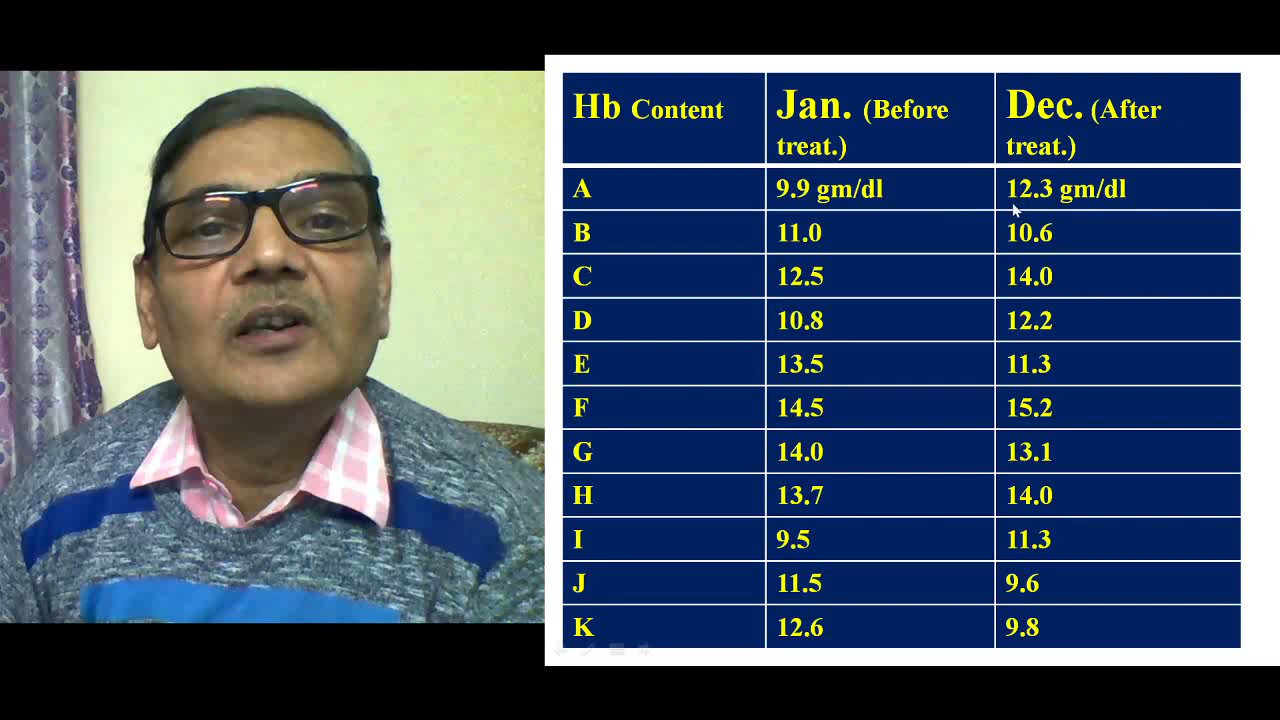 Hb Content Jan. (Before treat.) Dec. (After treat.)
A 9.9 gm/dl 12.3 gm/dl
B 11.0 10.6
C 12.5 14.0
D 10.8 12.2
E 13.5 11.3
F 14.5 15.2
G 14.0 13.1
H 13.7 14.0
I 9.5 11.3
J 11.5 9.6
K 12.6 9.8